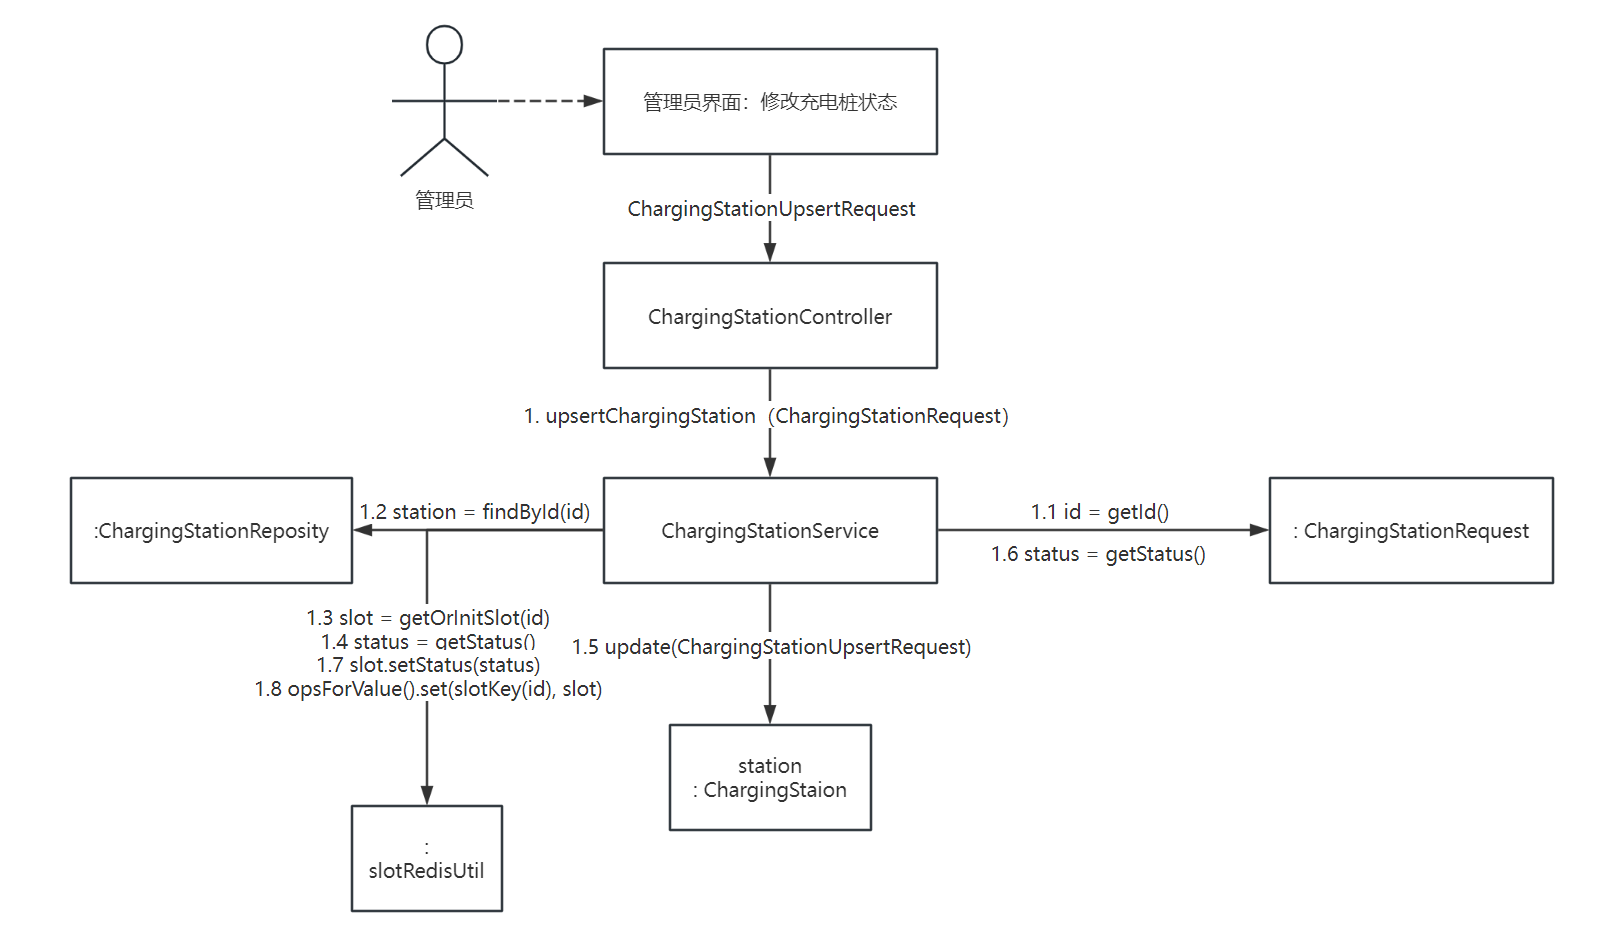 管理员界面：修改充电桩状态
管理员
ChargingStationUpsertRequest
ChargingStationController
1. upsertChargingStation（ChargingStationRequest）
:ChargingStationReposity
1.2 station = findById(id)
ChargingStationService
1.1 id = getId()
1.6 status = getStatus()
: ChargingStationRequest
1.3 slot = getOrInitSlot(id)
1.4 status = getStatus()
1.7 slot.setStatus(status)
1.8 opsForValue().set(slotKey(id), slot)
1.5 update(ChargingStationUpsertRequest)
station
: ChargingStaion
:
slotRedisUtil